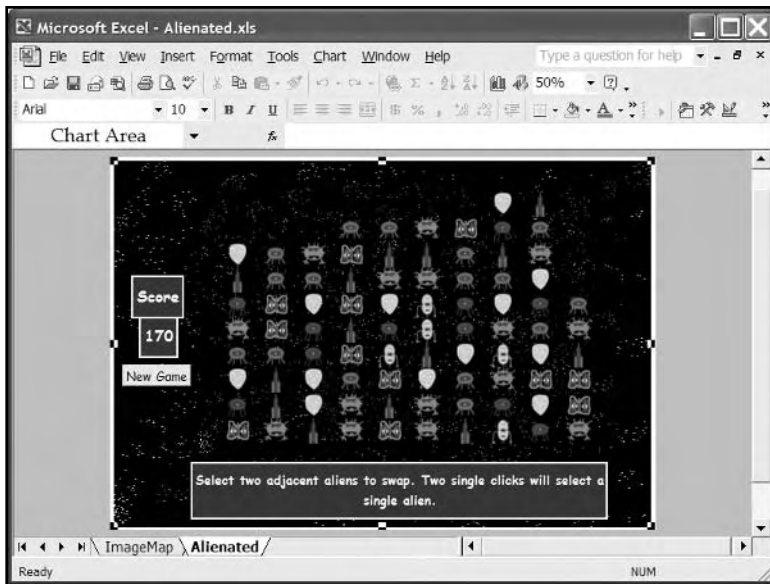 Microsoft Excel - Alienated.xls
File Edit View Insert Format Tools Chart Window Help Type a question for help
50%
Arial 10 B I U
Chart Area fx
Score
170
New Game
Select two adjacent aliens to swap. Two single clicks will select a
single alien.
ImageMap Alienated
Ready NUM